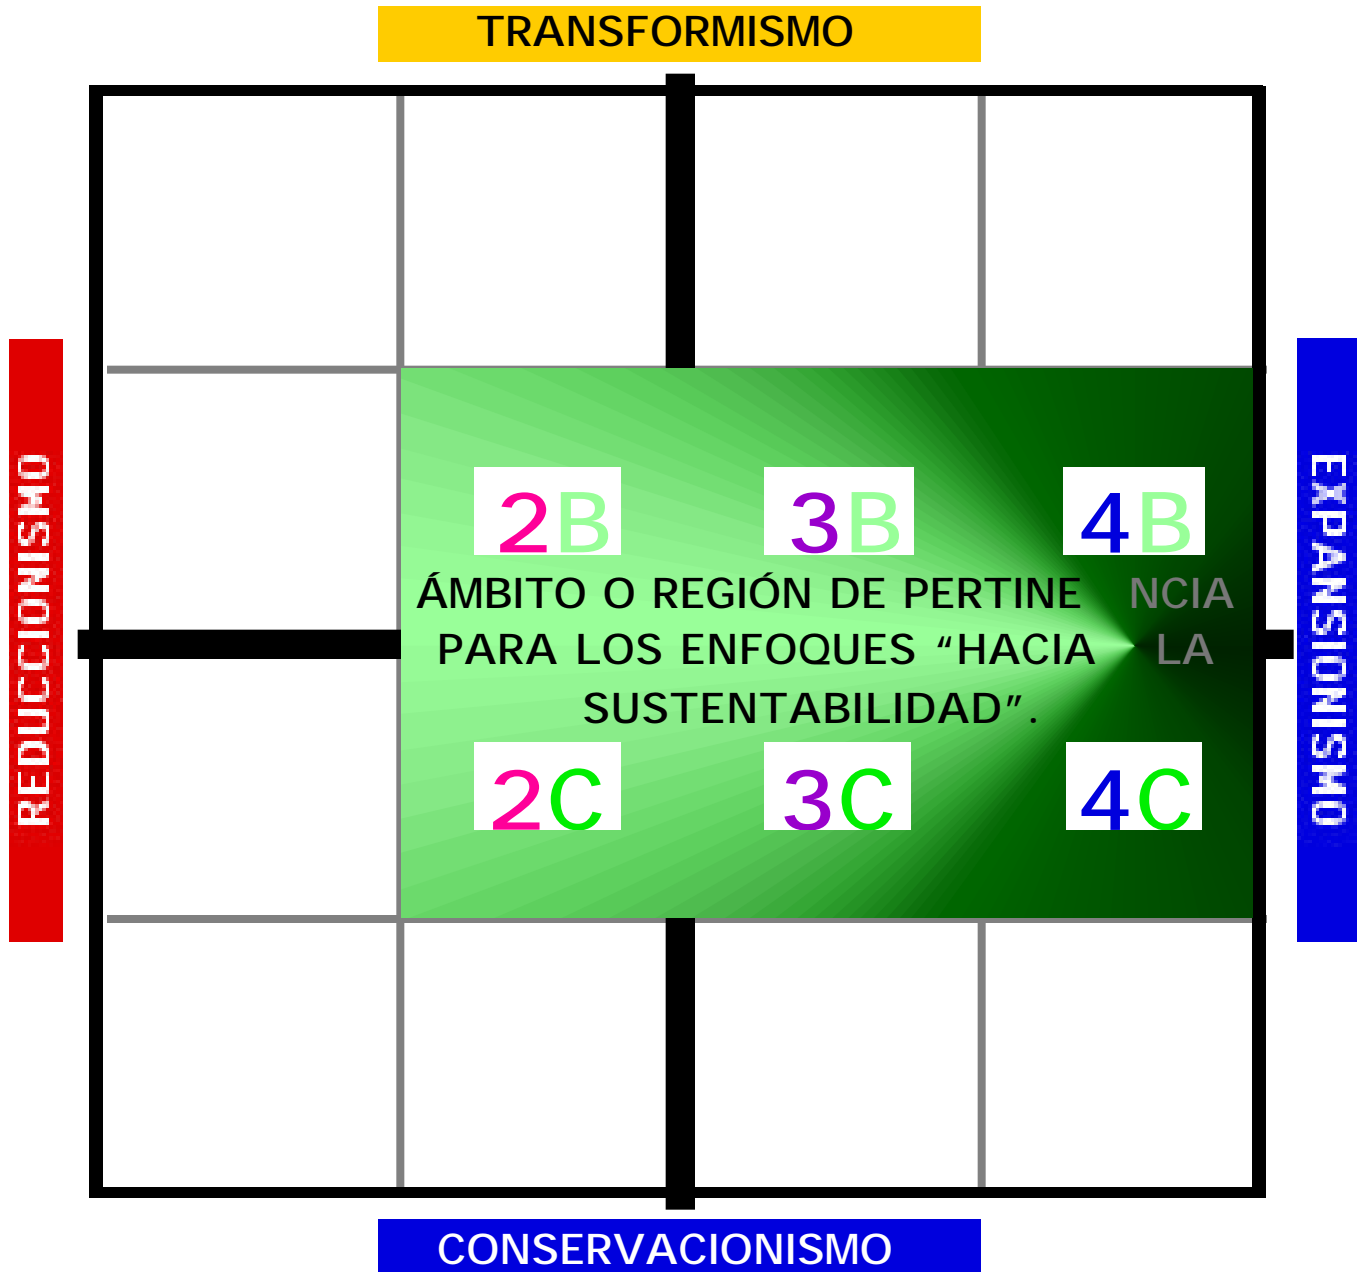 TRANSFORMISMO
REDUCCIONISMO
EXPANSIONISMO
2B 3B 4B
ÁMBITO O REGIÓN DE PERTINE NCIA
PARA LOS ENFOQUES “HACIA LA
SUSTENTABILIDAD”.
2C 3C 4C
CONSERVACIONISMO